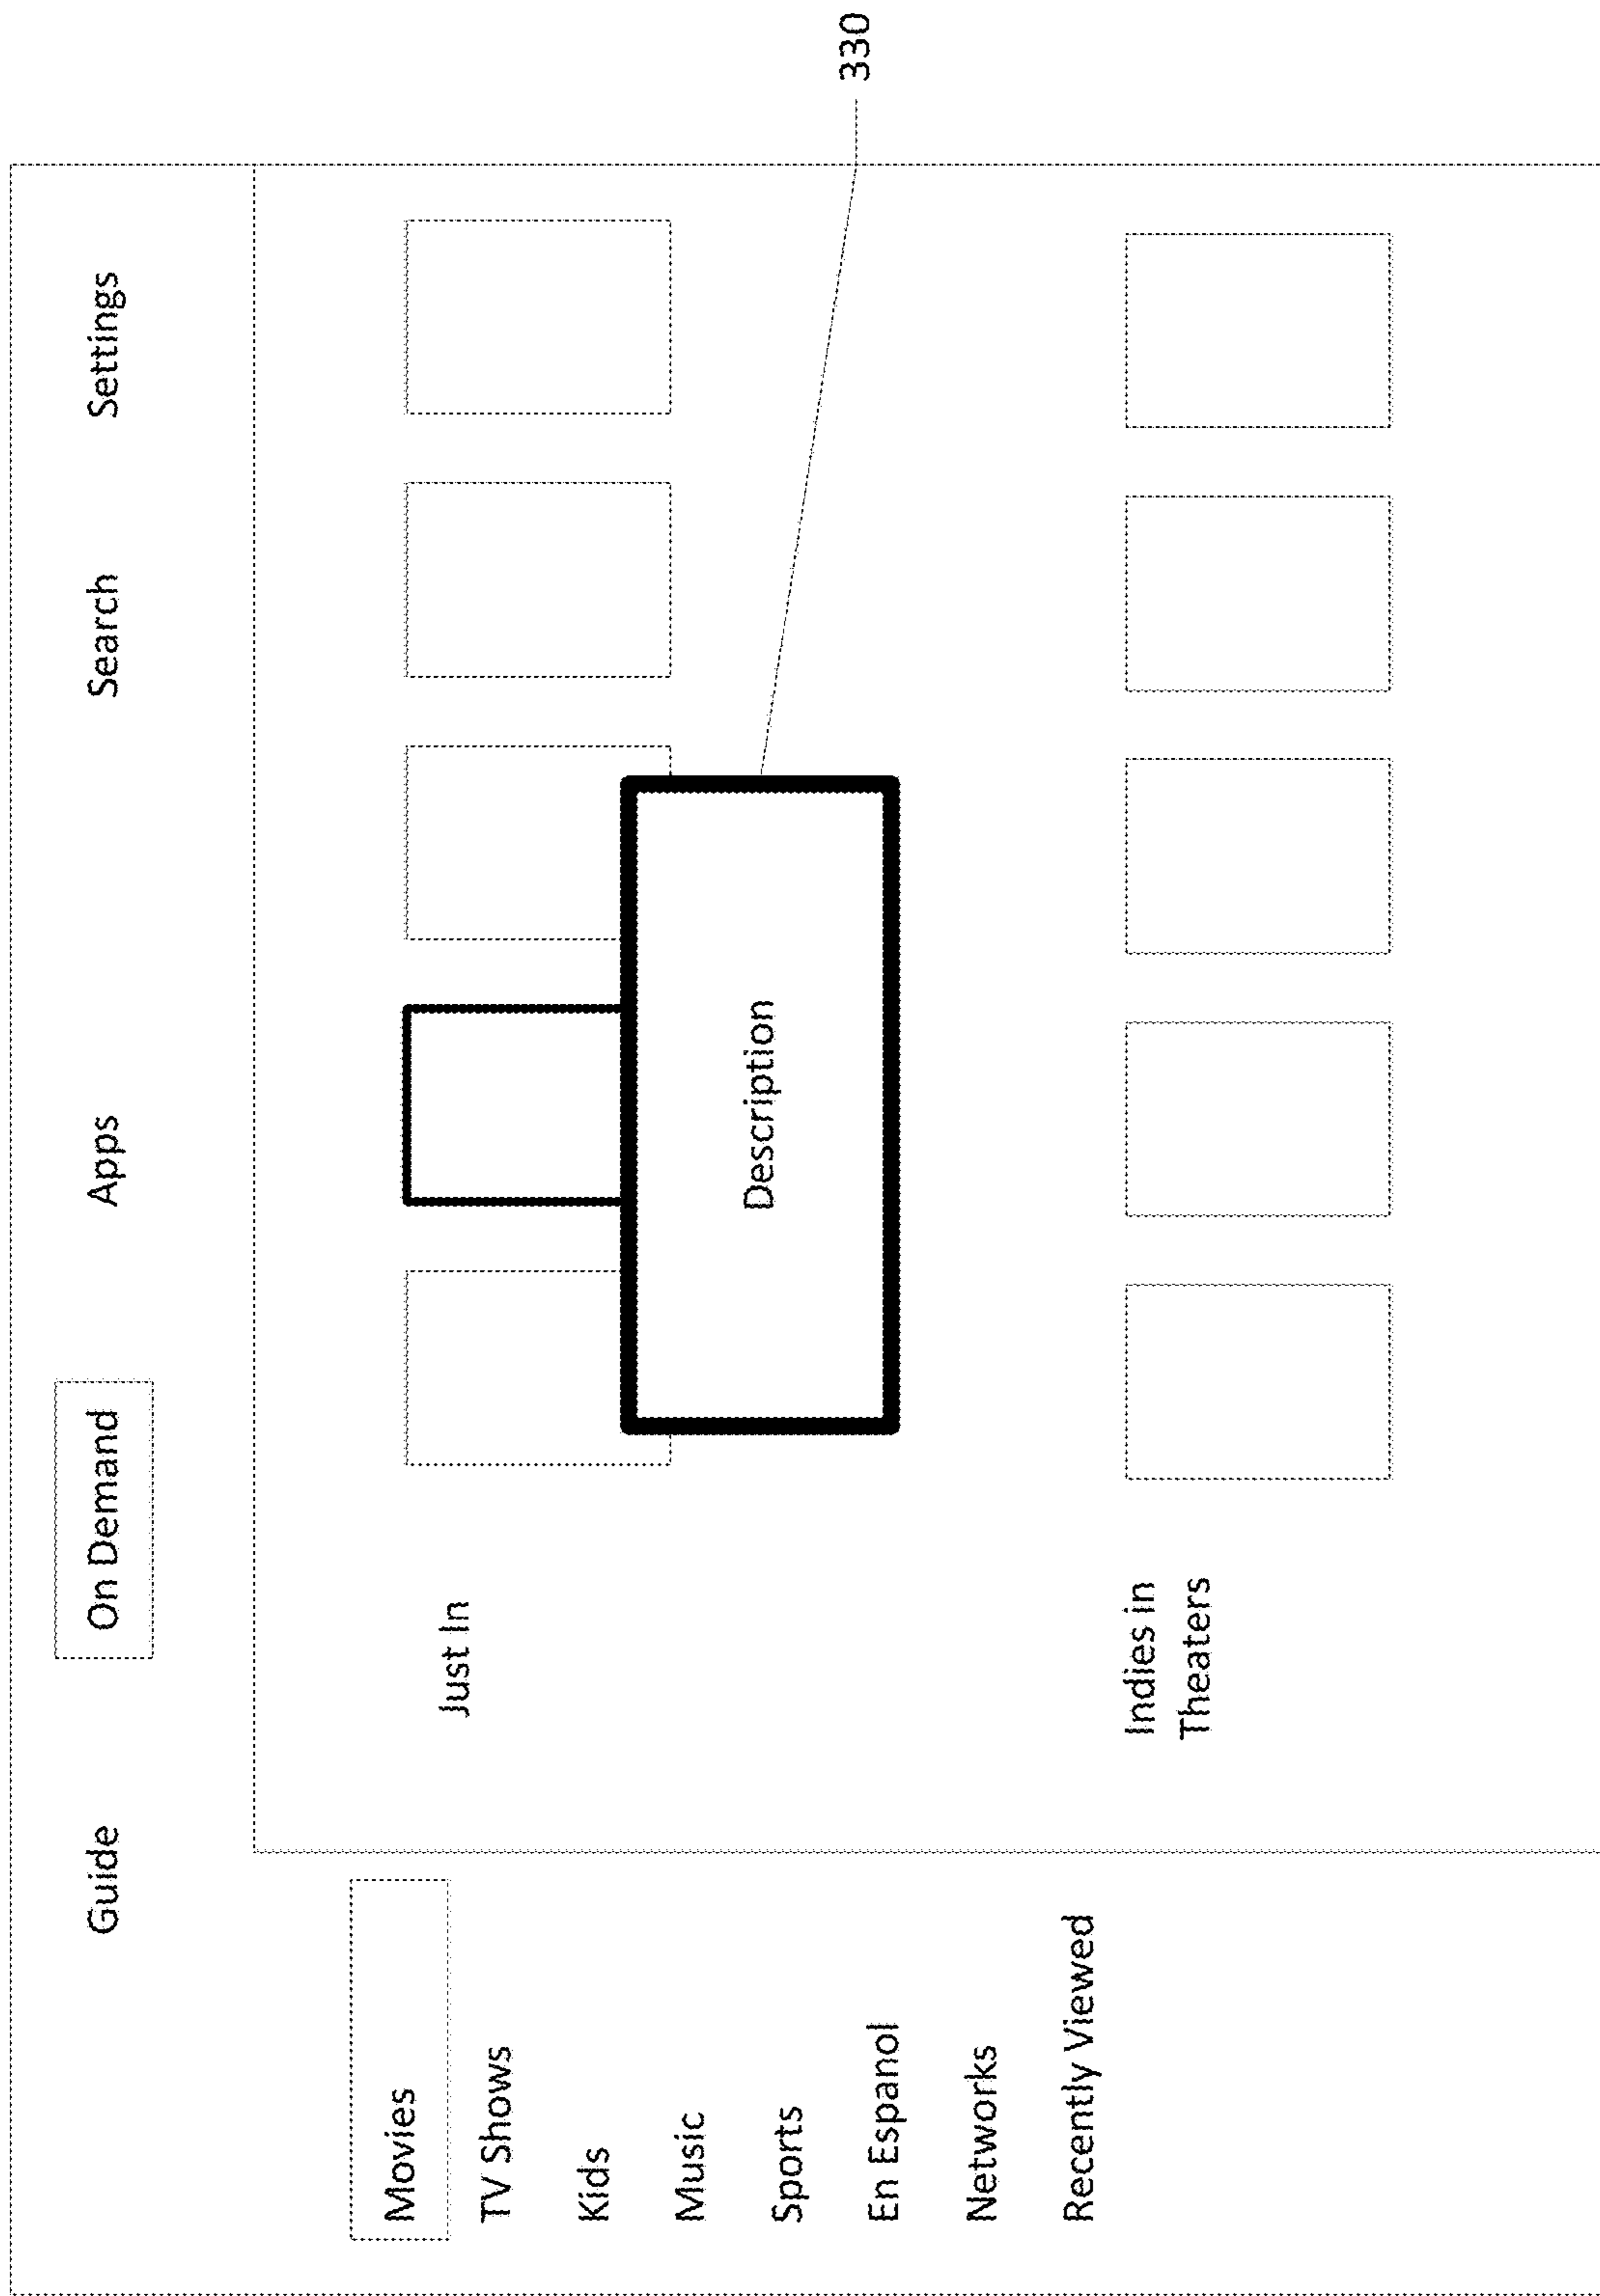 Guide
On Demand
Apps
Search
Settings
Movies
TV Shows
Kids
Music
Sports
En Espanol
Networks
Recently Viewed
Just In
Description
330
Indies in
Theaters